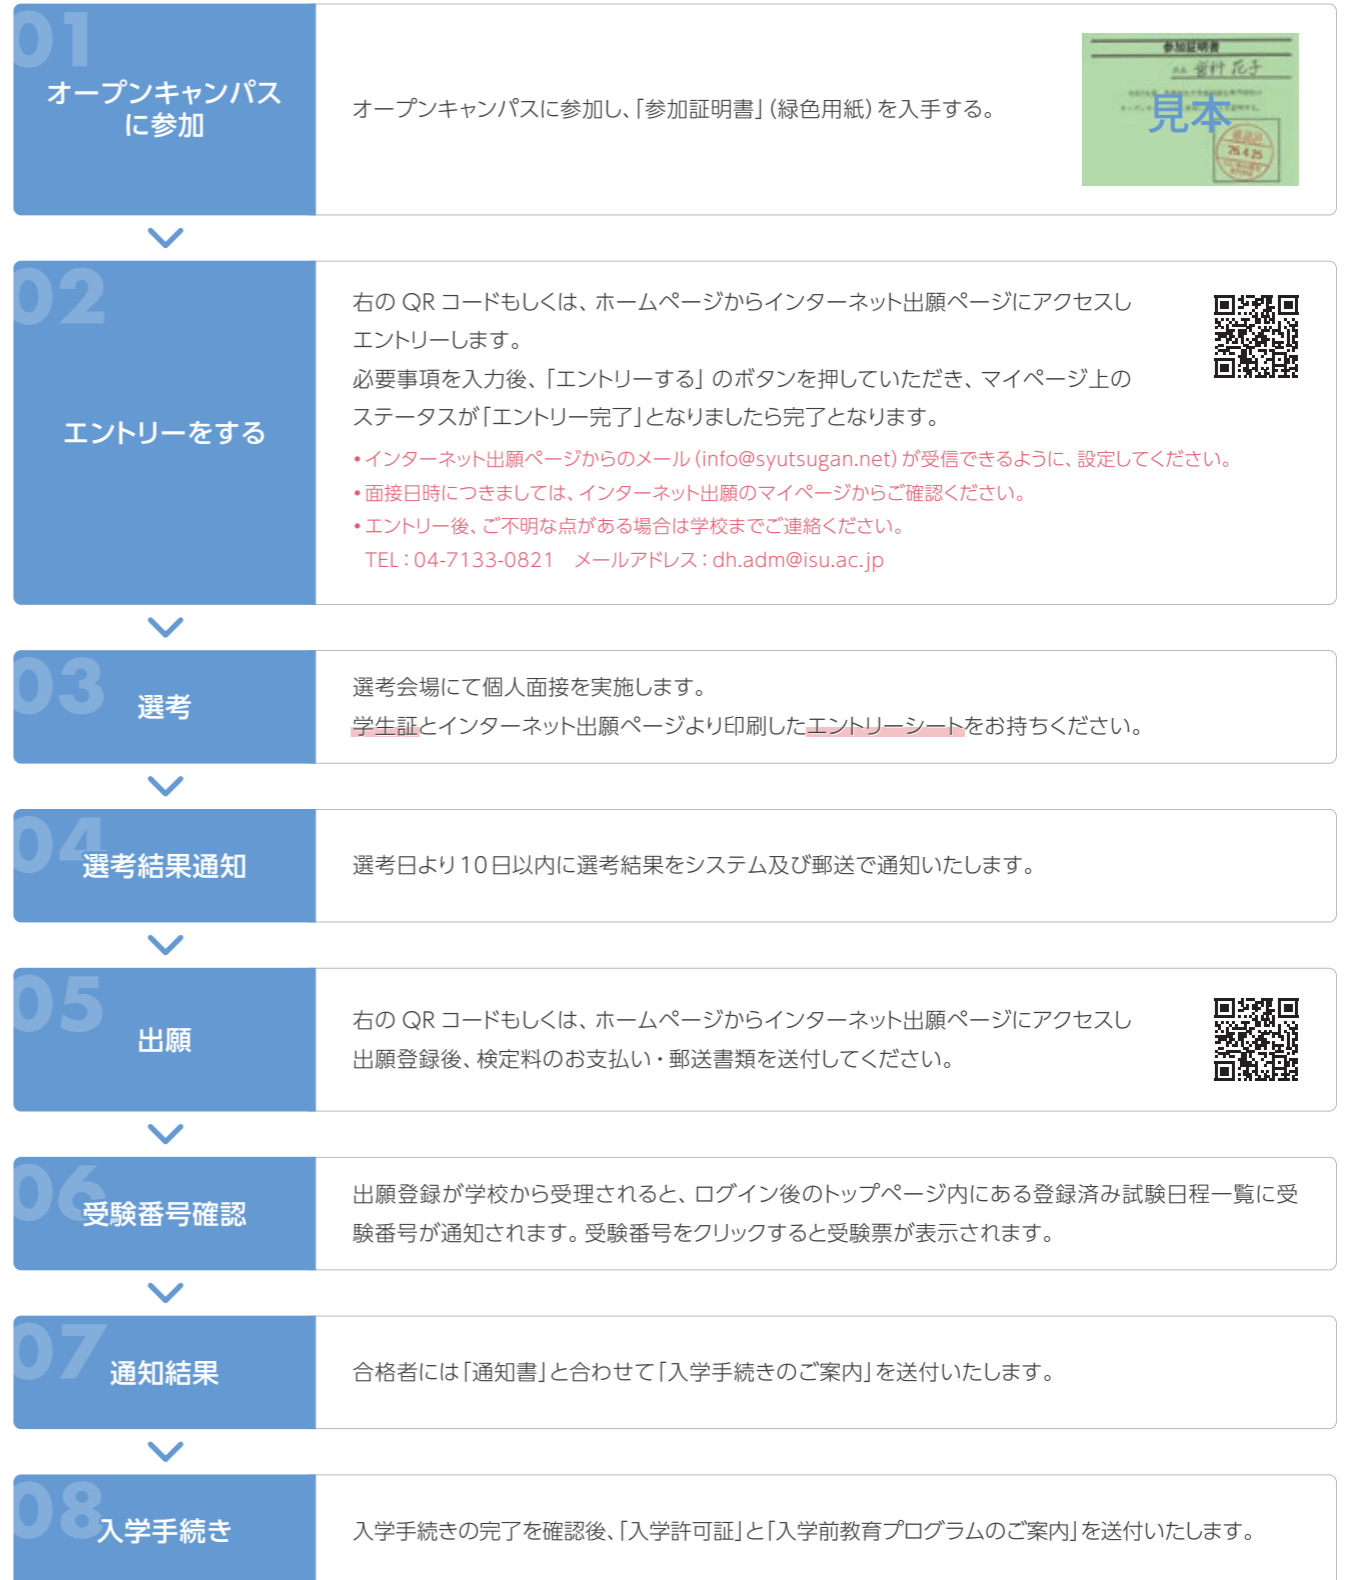 01
オープンキャンパス
に参加
オープンキャンパスに参加し、「参加証明書」（緑色用紙）を入手する。
参加証明書
氏名
花子
見本
26.4.25
02
エントリーをする
右の QR コードもしくは、ホームページからインターネット出願ページにアクセスし
エントリーします。
必要事項を入力後、「エントリーする」のボタンを押していただき、マイページ上の
ステータスが「エントリー完了」となりましたら完了となります。
•インターネット出願ページからのメール（info@syutsugan.net）が受信できるように、設定してください。
•面接日時につきましては、インターネット出願のマイページからご確認ください。
•エントリー後、ご不明な点がある場合は学校までご連絡ください。
TEL：04-7133-0821　メールアドレス：dh.adm@isu.ac.jp
03
選考
選考会場にて個人面接を実施します。
学生証とインターネット出願ページより印刷したエントリーシートをお持ちください。
04
選考結果通知
選考日より10日以内に選考結果をシステム及び郵送で通知いたします。
05
出願
右の QR コードもしくは、ホームページからインターネット出願ページにアクセスし
出願登録後、検定料のお支払い・郵送書類を送付してください。
06
受験番号確認
出願登録が学校から受理されると、ログイン後のトップページ内にある登録済み試験日程一覧に受
験番号が通知されます。受験番号をクリックすると受験票が表示されます。
07
通知結果
合格者には「通知書」と合わせて「入学手続きのご案内」を送付いたします。
08
入学手続き
入学手続きの完了を確認後、「入学許可証」と「入学前教育プログラムのご案内」を送付いたします。